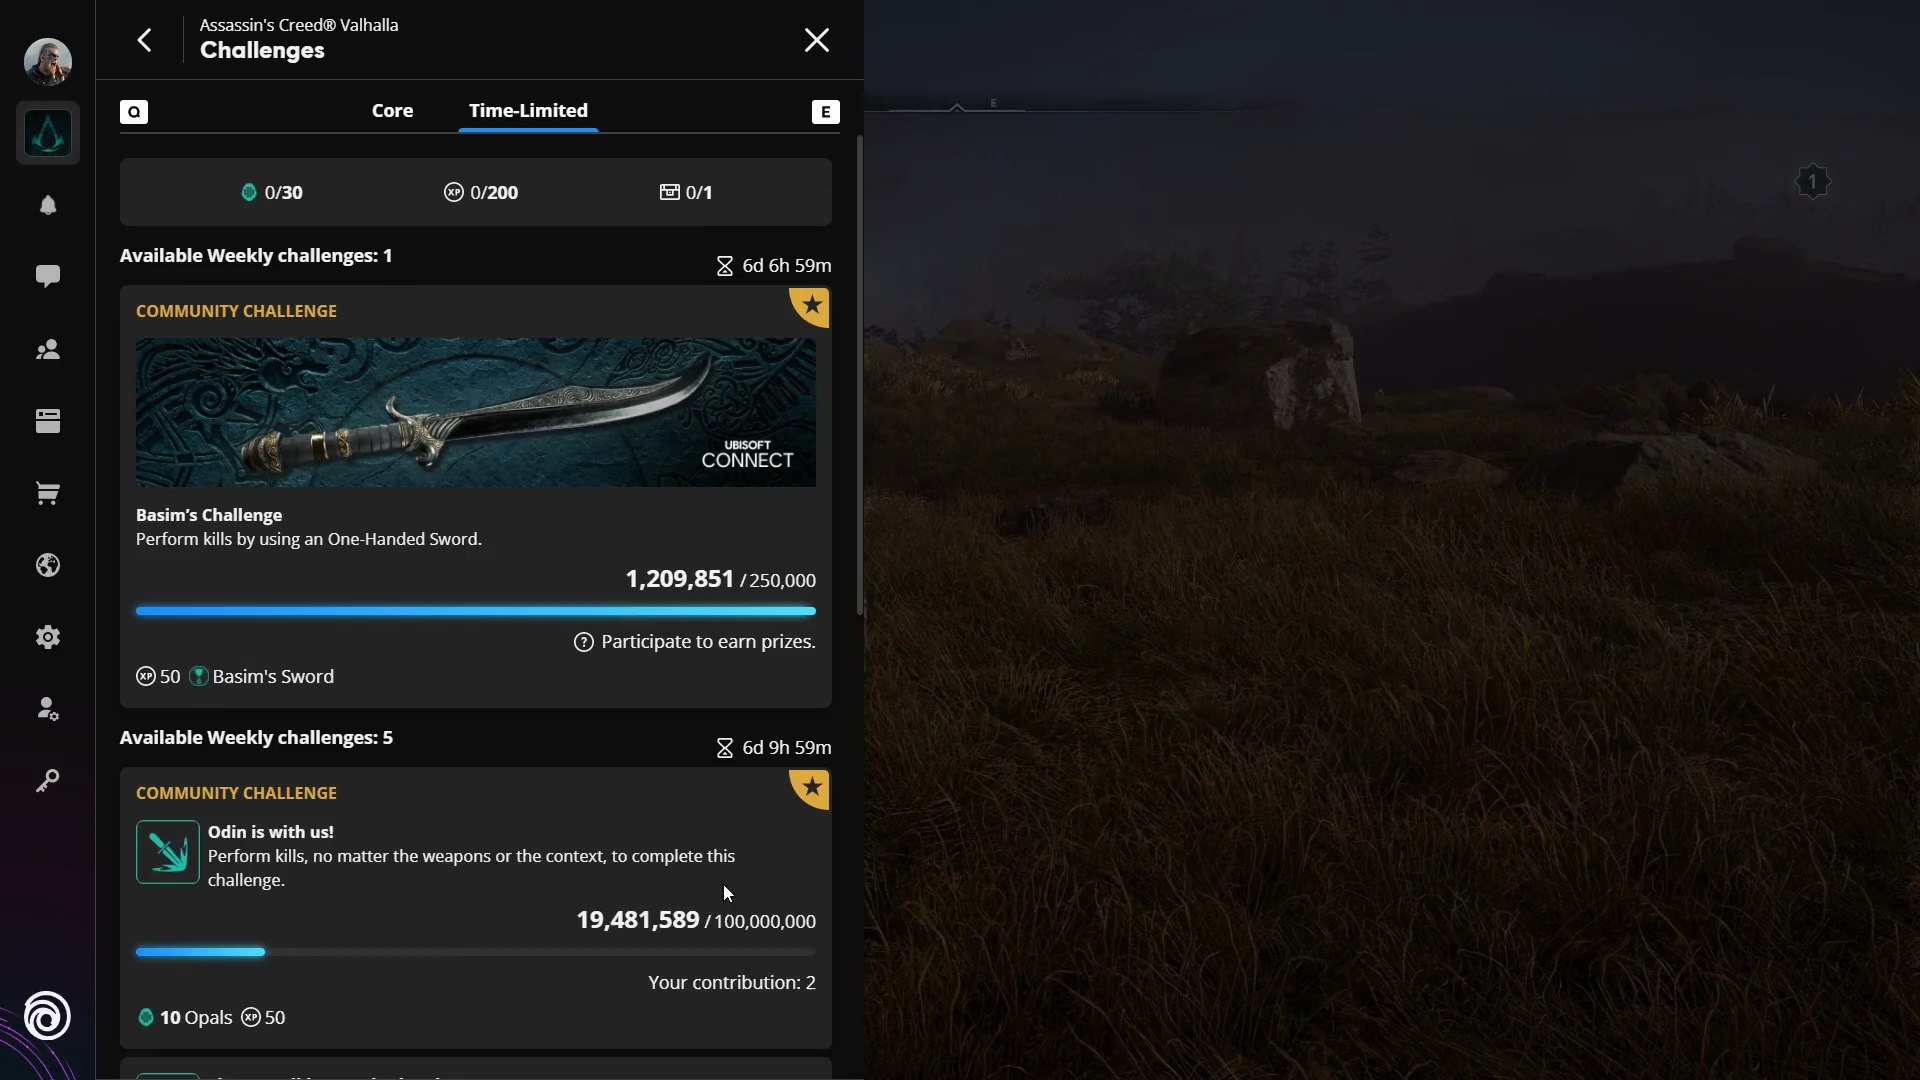 Assassin's Creed® Valhalla
Challenges
Q
Core
Time-Limited
E
0/30
XP 0/200
0/1
Available Weekly challenges: 1
6d 6h 59m
COMMUNITY CHALLENGE
UBISOFT
CONNECT
Basim's Challenge
Perform kills by using an One-Handed Sword.
1,209,851 / 250,000
? Participate to earn prizes.
XP 50 Basim's Sword
Available Weekly challenges: 5
6d 9h 59m
COMMUNITY CHALLENGE
Odin is with us!
Perform kills, no matter the weapons or the context, to complete this
challenge.
19,481,589 / 100,000,000
Your contribution: 2
10 Opals XP 50
E
1